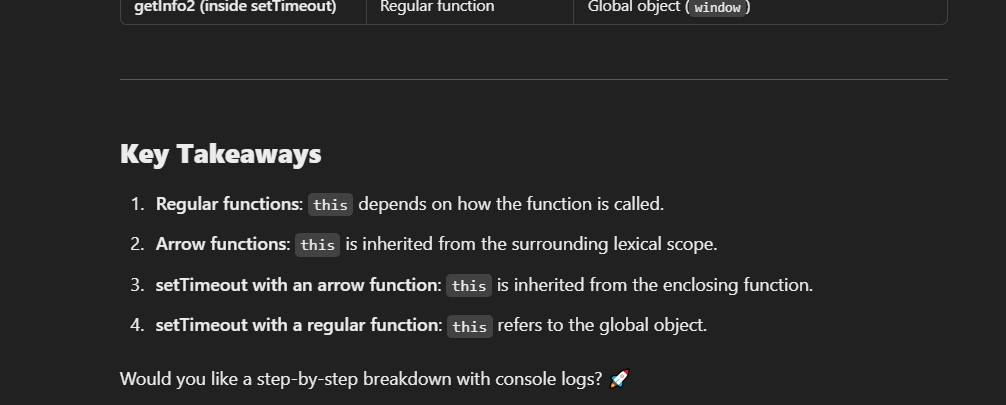 getInfo2 (inside setTimeout) Regular function Global object (window)
Key Takeaways
1. Regular functions: this depends on how the function is called.
2. Arrow functions: this is inherited from the surrounding lexical scope.
3. setTimeout with an arrow function: this is inherited from the enclosing function.
4. setTimeout with a regular function: this refers to the global object.
Would you like a step-by-step breakdown with console logs? 🚀